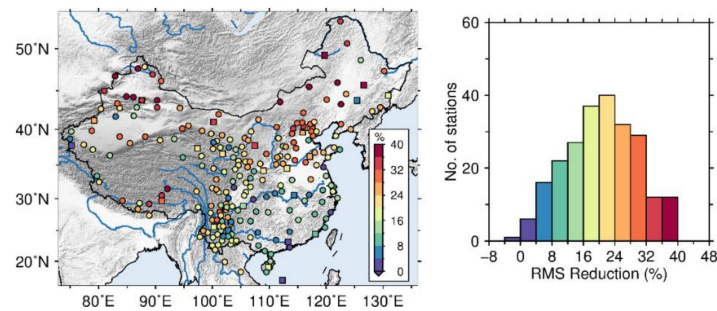 50˚N
40˚N
30˚N
20˚N
80˚E 90˚E 100˚E 110˚E 120˚E 130˚E
%
40
32
24
16
8
0
No. of stations
60
40
20
0
−8 0 8 16 24 32 40 48
RMS Reduction (%)